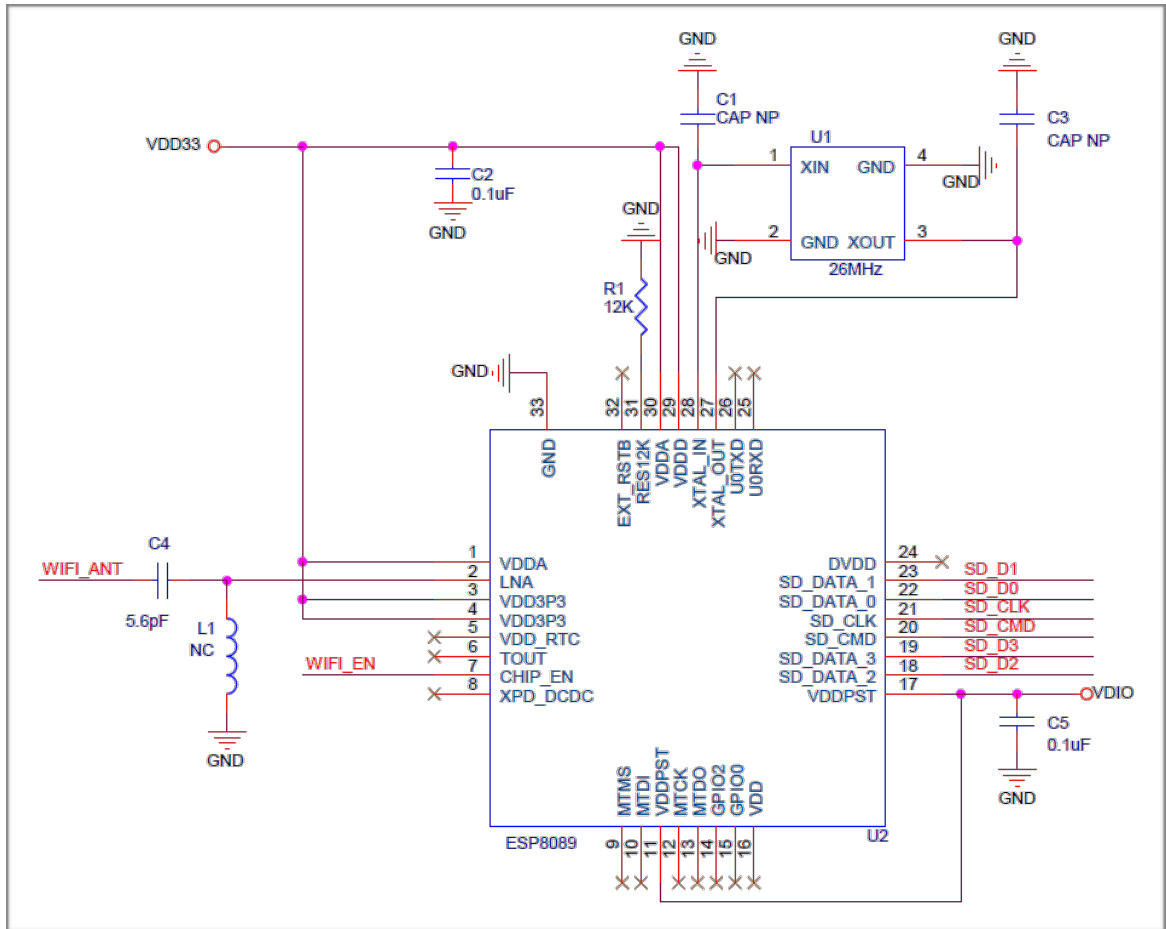 GND
GND
C1
CAP NP
C3
CAP NP
VDD33
U1
1
XIN
GND
4
GND
C2
0.1uF
GND
GND
2
GND
GND XOUT
3
26MHz
R1
12K
GND
33
32
31
30
29
28
27
26
25
GND
EXT_RSTB
RES12K
VDDA
VDDD
XTAL_IN
XTAL_OUT
U0TXD
U0RXD
C4
WIFI_ANT
5.6pF
L1
NC
GND
WIFI_EN
1
VDDA
2
LNA
3
VDD3P3
4
VDD3P3
5
VDD_RTC
6
TOUT
7
CHIP_EN
8
XPD_DCDC
DVDD
24
SD_DATA_1
23
SD_D1
SD_DATA_0
22
SD_D0
SD_CLK
21
SD_CLK
SD_CMD
20
SD_CMD
SD_DATA_3
19
SD_D3
SD_DATA_2
18
SD_D2
VDDPST
17
VDIO
C5
0.1uF
GND
MTMS
MTDI
VDDPST
MTCK
MTDO
GPIO2
GPIO0
VDD
ESP8089
U2
9
10
11
12
13
14
15
16